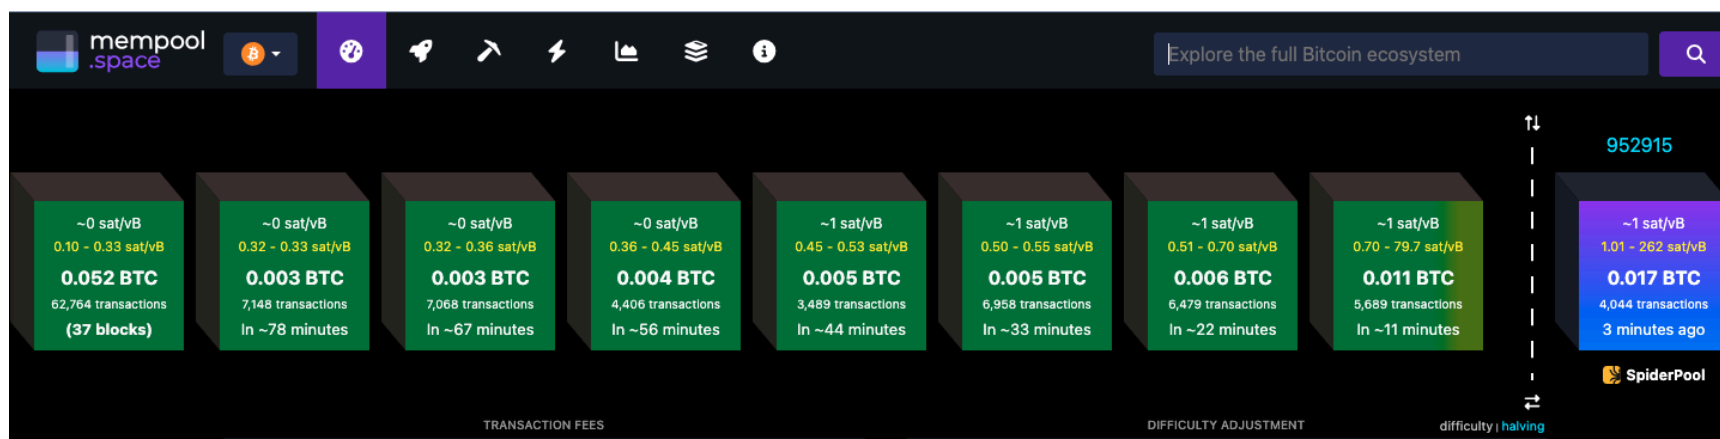 mempool
.space
Explore the full Bitcoin ecosystem
952915
~0 sat/vB
0.10 - 0.33 sat/vB
0.052 BTC
62,764 transactions
(37 blocks)
~0 sat/vB
0.32 - 0.33 sat/vB
0.003 BTC
7,148 transactions
In ~78 minutes
~0 sat/vB
0.32 - 0.36 sat/vB
0.003 BTC
7,068 transactions
In ~67 minutes
~0 sat/vB
0.36 - 0.45 sat/vB
0.004 BTC
4,406 transactions
In ~56 minutes
~1 sat/vB
0.45 - 0.53 sat/vB
0.005 BTC
3,489 transactions
In ~44 minutes
~1 sat/vB
0.50 - 0.55 sat/vB
0.005 BTC
6,958 transactions
In ~33 minutes
~1 sat/vB
0.51 - 0.70 sat/vB
0.006 BTC
6,479 transactions
In ~22 minutes
~1 sat/vB
0.70 - 79.7 sat/vB
0.011 BTC
5,689 transactions
In ~11 minutes
~1 sat/vB
1.01 - 262 sat/vB
0.017 BTC
4,044 transactions
3 minutes ago
SpiderPool
TRANSACTION FEES
DIFFICULTY ADJUSTMENT
difficulty | halving